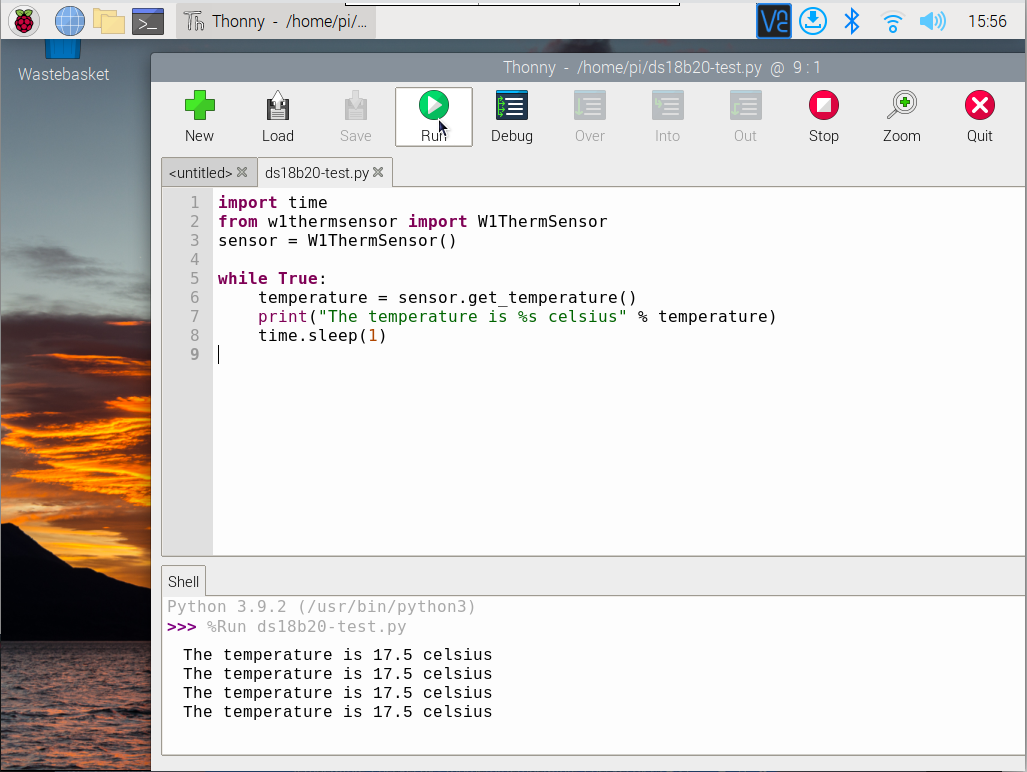 Thonny - /home/pi/...
15:56
Wastebasket
Thonny - /home/pi/ds18b20-test.py @ 9 : 1
New Load Save Run Debug Over Into Out Stop Zoom Quit
<untitled> ds18b20-test.py
1 import time
2 from w1thermsensor import W1ThermSensor
3 sensor = W1ThermSensor()
4
5 while True:
6     temperature = sensor.get_temperature()
7     print("The temperature is %s celsius" % temperature)
8     time.sleep(1)
9
Shell
Python 3.9.2 (/usr/bin/python3)
>>> %Run ds18b20-test.py
The temperature is 17.5 celsius
The temperature is 17.5 celsius
The temperature is 17.5 celsius
The temperature is 17.5 celsius